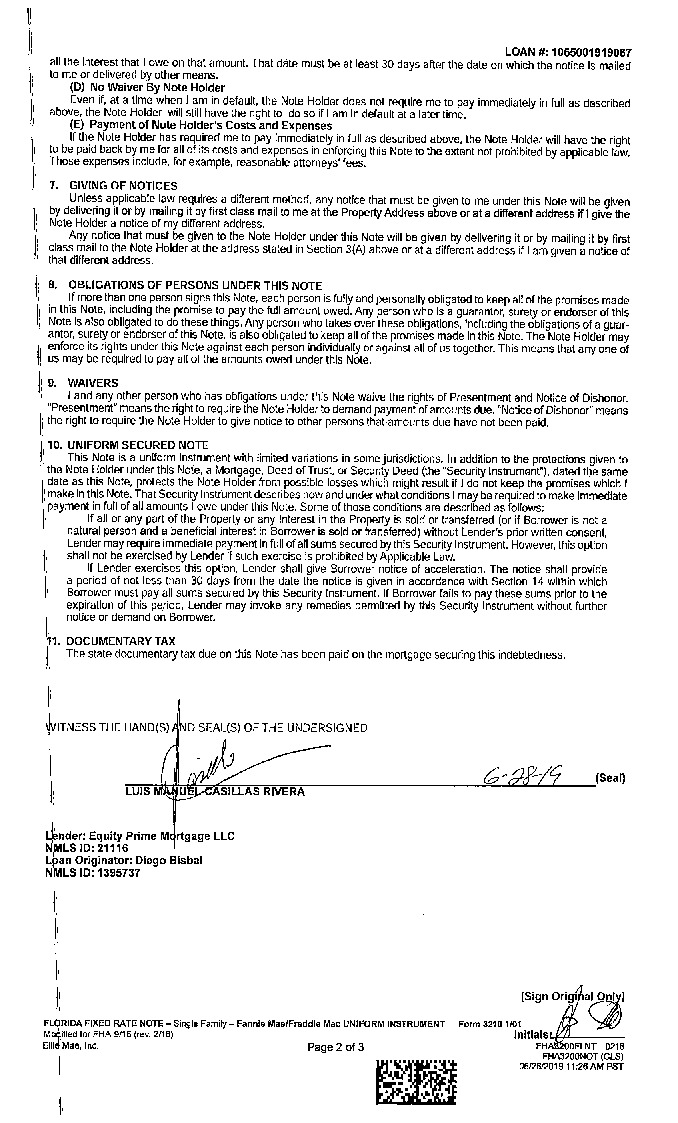 LOAN #: 1065001919087
all the Interest that I owe on that amount. That date must be at least 30 days after the date on which the notice is mailed
to me or delivered by other means.
(D) No Waiver By Note Holder
Even if, at a time when I am in default, the Note Holder does not require me to pay immediately in full as described
above, the Note Holder will still have the right to do so if I am in default at a later time.
(E) Payment of Note Holder's Costs and Expenses
If the Note Holder has required me to pay immediately in full as described above, the Note Holder will have the right
to be paid back by me for all of its costs and expenses in enforcing this Note to the extent not prohibited by applicable law.
Those expenses include, for example, reasonable attorneys' fees.
7. GIVING OF NOTICES
Unless applicable law requires a different method, any notice that must be given to me under this Note will be given
by delivering it or by mailing it by first class mail to me at the Property Address above or at a different address if I give the
Note Holder a notice of my different address.
Any notice that must be given to the Note Holder under this Note will be given by delivering it or by mailing it by first
class mail to the Note Holder at the address stated in Section 3(A) above or at a different address if I am given a notice of
that different address.
8. OBLIGATIONS OF PERSONS UNDER THIS NOTE
If more than one person signs this Note, each person is fully and personally obligated to keep all of the promises made
in this Note, including the promise to pay the full amount owed. Any person who is a guarantor, surety or endorser of this
Note is also obligated to do these things. Any person who takes over these obligations, including the obligations of a guar-
antor, surety or endorser of this Note, is also obligated to keep all of the promises made in this Note. The Note Holder may
enforce its rights under this Note against each person individually or against all of us together. This means that any one of
us may be required to pay all of the amounts owed under this Note.
9. WAIVERS
I and any other person who has obligations under this Note waive the rights of Presentment and Notice of Dishonor.
"Presentment" means the right to require the Note Holder to demand payment of amounts due. "Notice of Dishonor" means
the right to require the Note Holder to give notice to other persons that amounts due have not been paid.
10. UNIFORM SECURED NOTE
This Note is a uniform Instrument with limited variations in some jurisdictions. In addition to the protections given to
the Note Holder under this Note, a Mortgage, Deed of Trust, or Security Deed (the "Security Instrument"), dated the same
date as this Note, protects the Note Holder from possible losses which might result if I do not keep the promises which I
make in this Note. That Security Instrument describes how and under what conditions I may be required to make immediate
payment in full of all amounts I owe under this Note. Some of those conditions are described as follows:
If all or any part of the Property or any Interest in the Property is sold or transferred (or if Borrower is not a
natural person and a beneficial interest in Borrower is sold or transferred) without Lender's prior written consent,
Lender may require immediate payment in full of all sums secured by this Security Instrument. However, this option
shall not be exercised by Lender if such exercise is prohibited by Applicable Law.
If Lender exercises this option, Lender shall give Borrower notice of acceleration. The notice shall provide
a period of not less than 30 days from the date the notice is given in accordance with Section 14 within which
Borrower must pay all sums secured by this Security Instrument. If Borrower fails to pay these sums prior to the
expiration of this period, Lender may invoke any remedies permitted by this Security Instrument without further
notice or demand on Borrower.
11. DOCUMENTARY TAX
The state documentary tax due on this Note has been paid on the mortgage securing this indebtedness.
WITNESS THE HAND(S) AND SEAL(S) OF THE UNDERSIGNED
6-28-19 (Seal)
LUIS MANUEL CASILLAS RIVERA
Lender: Equity Prime Mortgage LLC
NMLS ID: 21116
Loan Originator: Diogo Bisbal
NMLS ID: 1395737
[Sign Original Only]
FLORIDA FIXED RATE NOTE – Single Family – Fannie Mae/Freddie Mac UNIFORM INSTRUMENT Form 3210 1/01
Modified for FHA 9/15 (rev. 2/16)
Initials:
Ellie Mae, Inc.
Page 2 of 3
FHA3200FLNT 0216
FHA3200NOT (CLS)
06/28/2019 11:26 AM PST